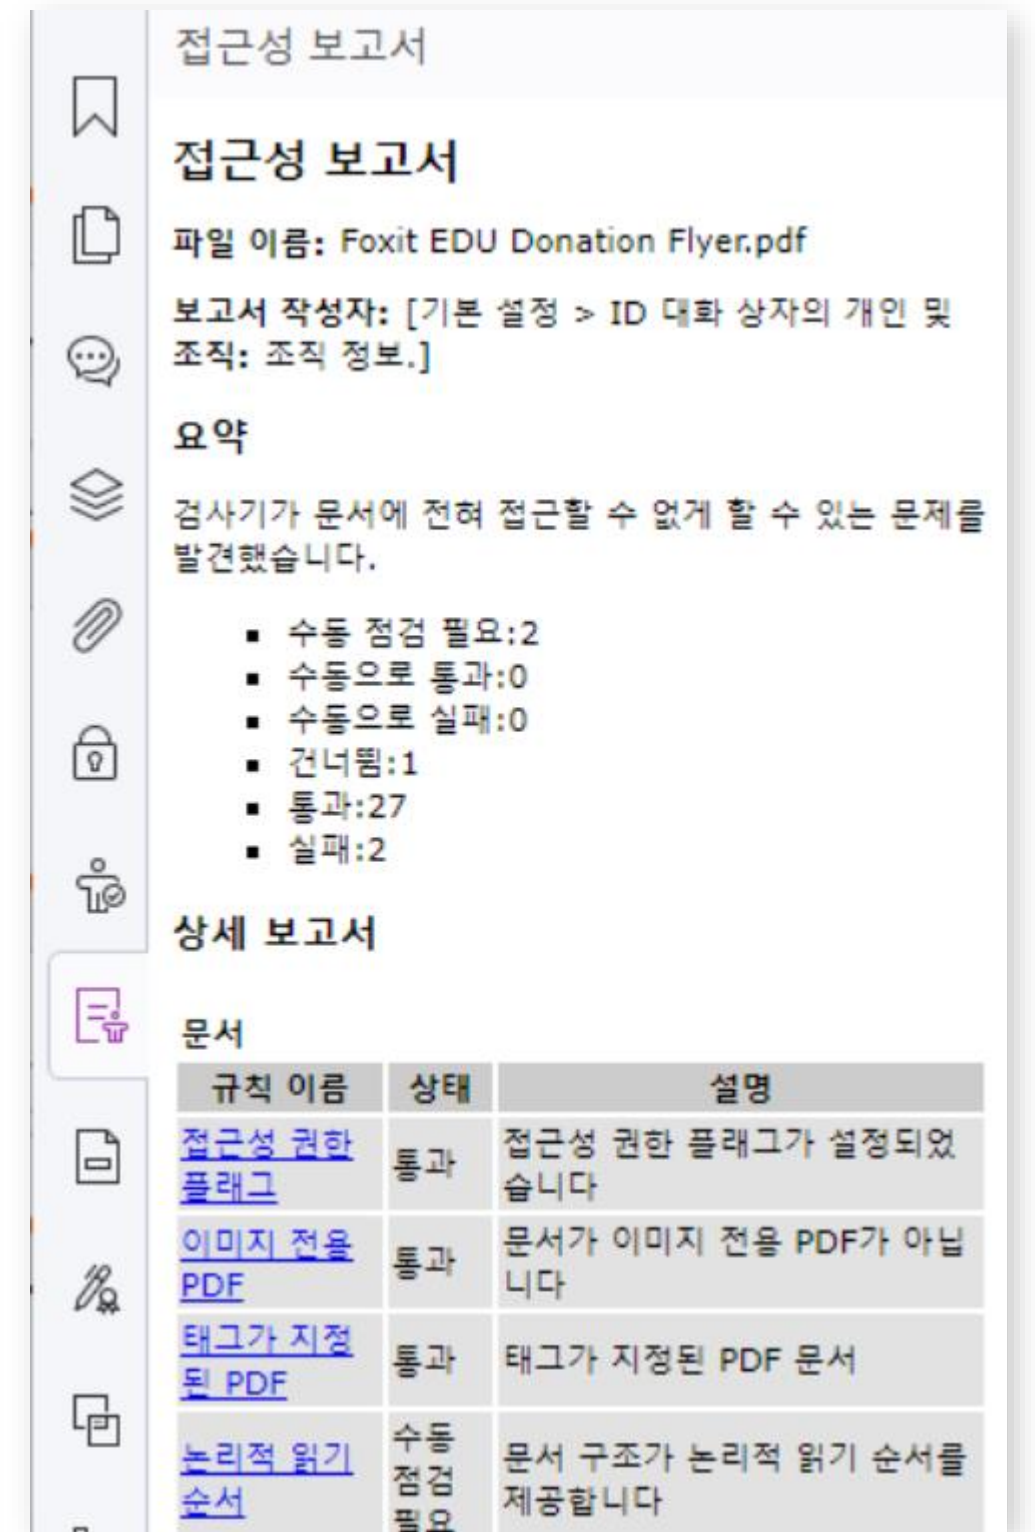 접근성 보고서
접근성 보고서
파일 이름: Foxit EDU Donation Flyer.pdf
보고서 작성자: [기본 설정 > ID 대화 상자의 개인 및
조직: 조직 정보.]
요약
검사기가 문서에 전혀 접근할 수 없게 할 수 있는 문제를
발견했습니다.
▪ 수동 점검 필요:2
▪ 수동으로 통과:0
▪ 수동으로 실패:0
▪ 건너뜀:1
▪ 통과:27
▪ 실패:2
상세 보고서
문서
규칙 이름 상태 설명
접근성 권한
플래그
통과
접근성 권한 플래그가 설정되었
습니다
이미지 전용
PDF
통과
문서가 이미지 전용 PDF가 아닙
니다
태그가 지정
된 PDF
통과
태그가 지정된 PDF 문서
논리적 읽기
순서
수동
점검
필요
문서 구조가 논리적 읽기 순서를
제공합니다